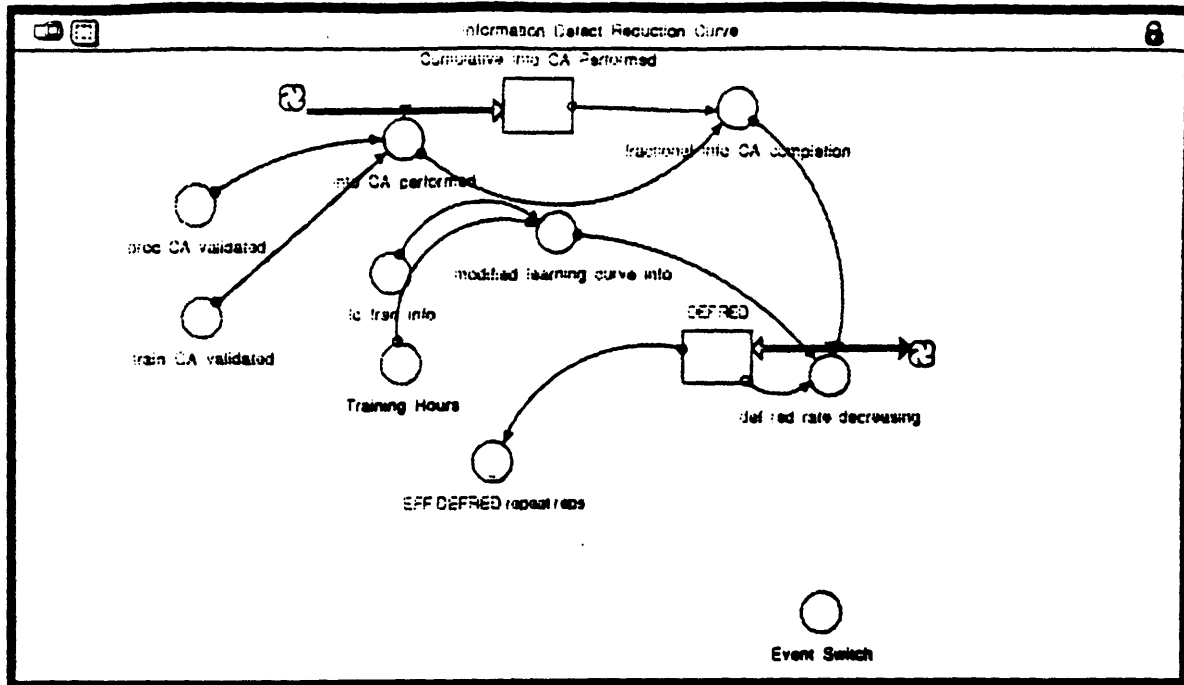 Information Defect Reduction Curve
Cumulative Info CA Performed
fractional info CA completion
info CA performed
proc CA validated
modified learning curve info
lc tran info
DEFRED
train CA validated
Training Hours
def red rate decreasing
EFF DEFRED repeat reps
Event Switch